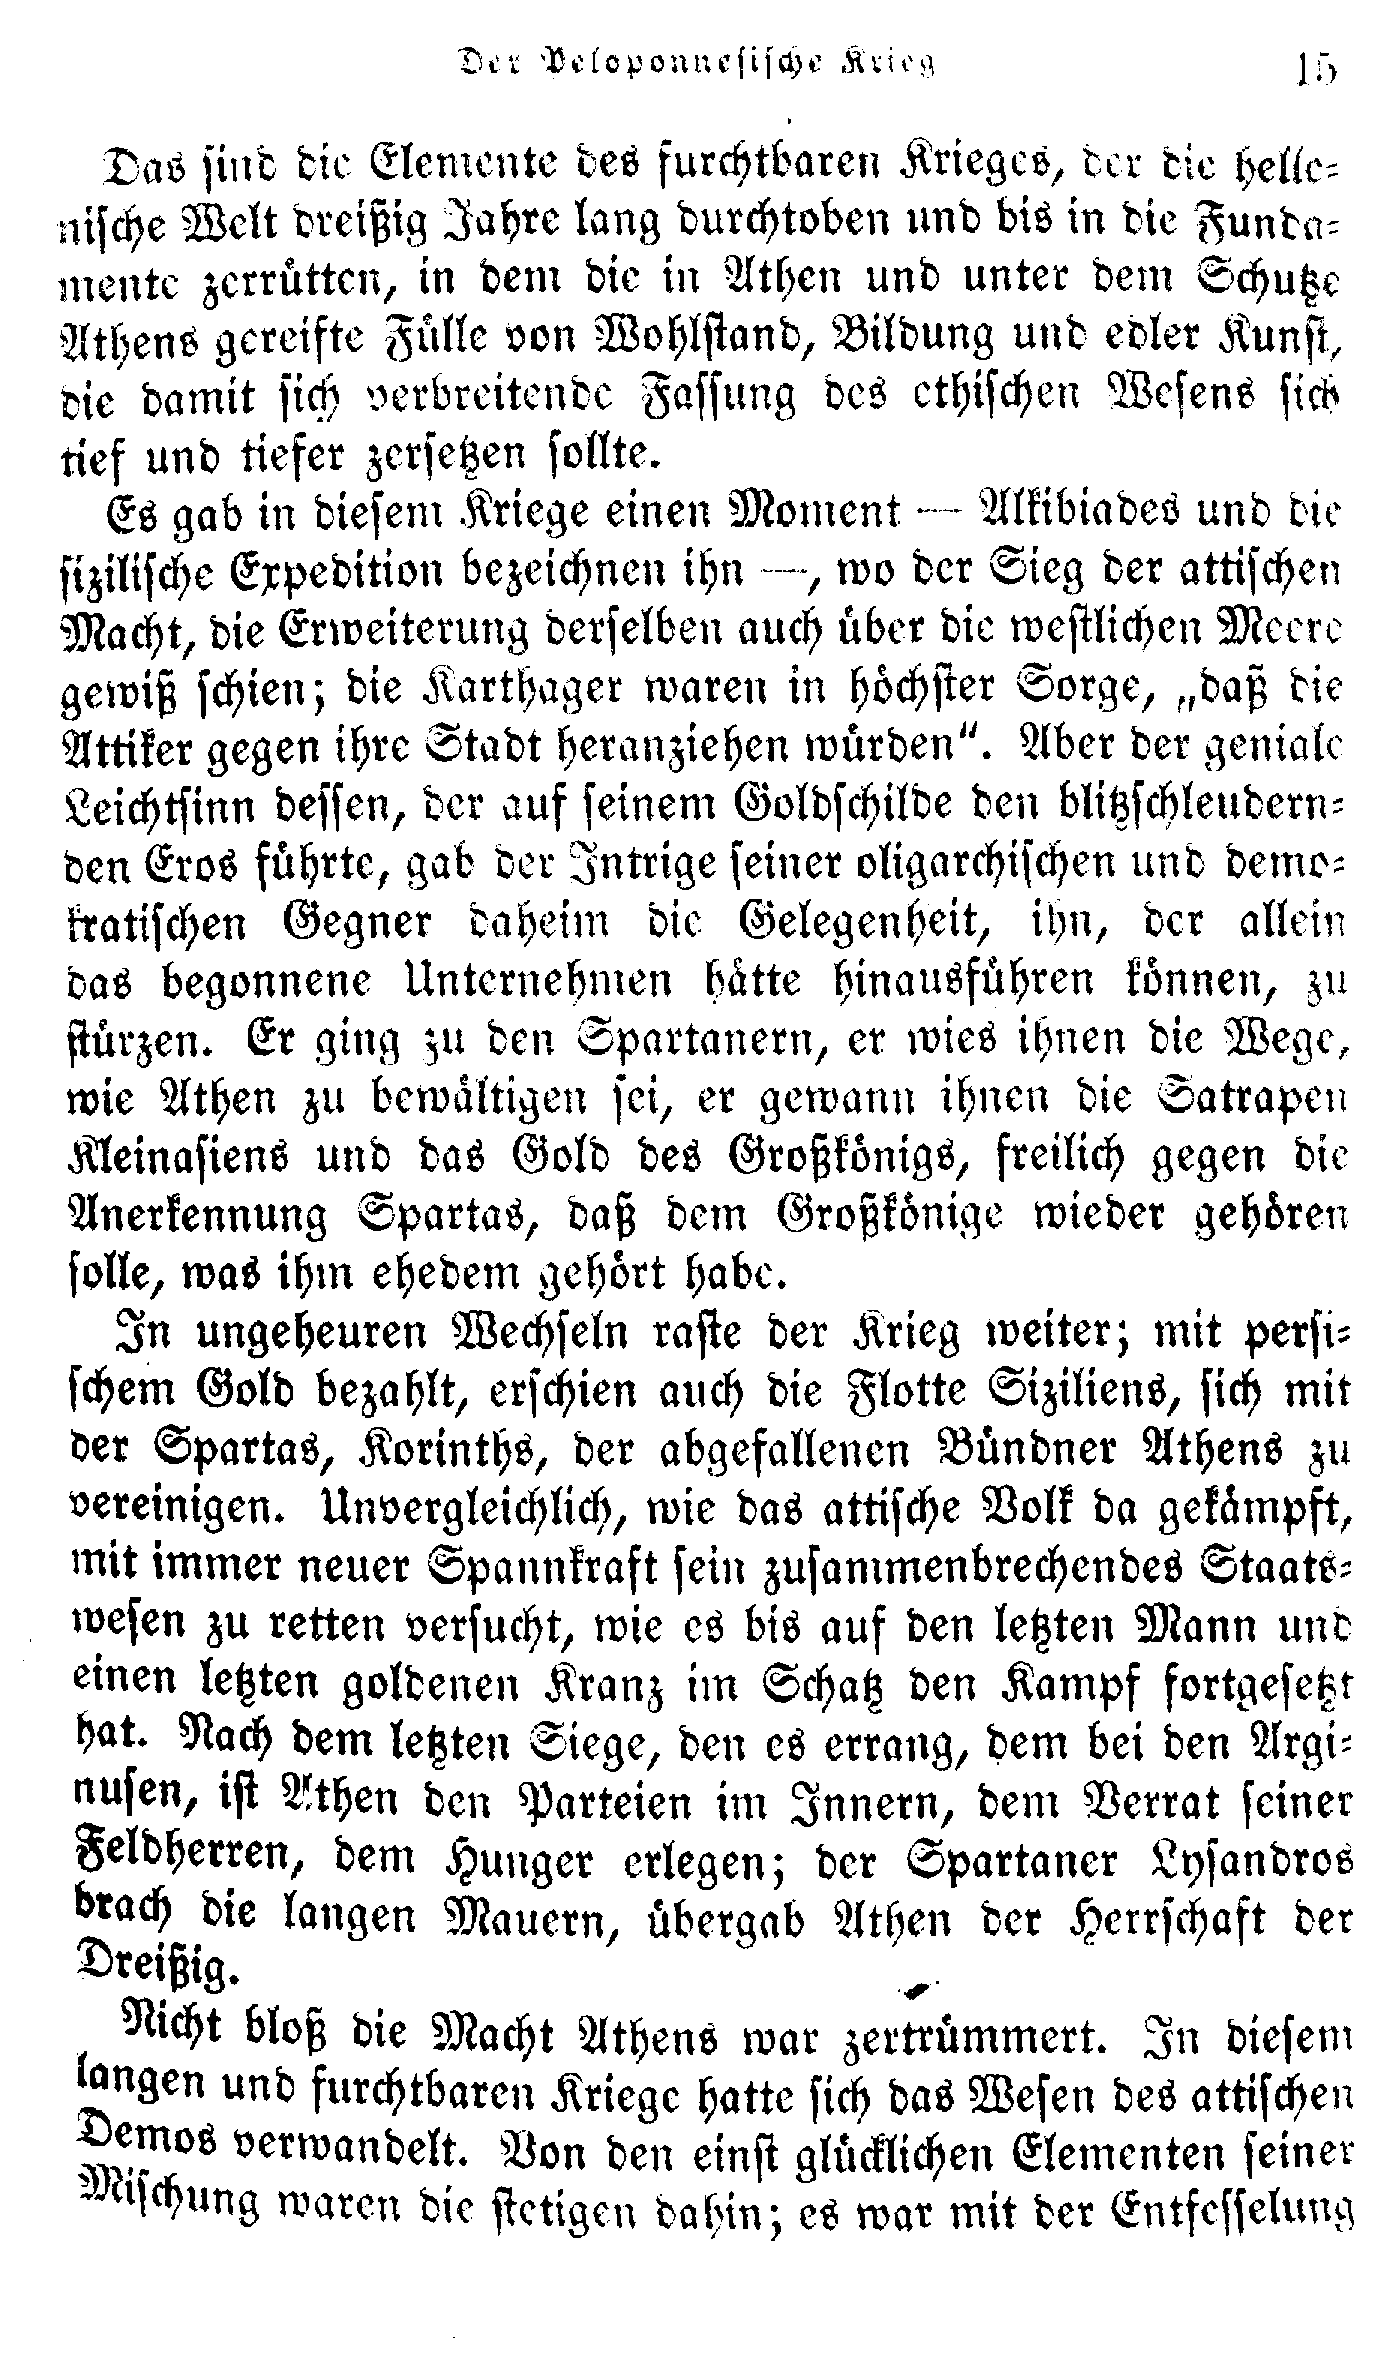 Der Peloponnesische Krieg 15
Das sind die Elemente des furchtbaren Krieges, der die helle-
nische Welt dreißig Jahre lang durchtoben und bis in die Funda-
mente zerrütten, in dem die in Athen und unter dem Schutze
Athens gereifte Fülle von Wohlstand, Bildung und edler Kunst,
die damit sich verbreitende Fassung des ethischen Wesens sich
tief und tiefer zersetzen sollte.
Es gab in diesem Kriege einen Moment — Alkibiades und die
sizilische Expedition bezeichnen ihn —, wo der Sieg der attischen
Macht, die Erweiterung derselben auch über die westlichen Meere
gewiß schien; die Karthager waren in höchster Sorge, „daß die
Attiker gegen ihre Stadt heranziehen würden“. Aber der geniale
Leichtsinn dessen, der auf seinem Goldschilde den blitzschleudern-
den Eros führte, gab der Intrige seiner oligarchischen und demo-
kratischen Gegner daheim die Gelegenheit, ihn, der allein
das begonnene Unternehmen hätte hinausführen können, zu
stürzen. Er ging zu den Spartanern, er wies ihnen die Wege,
wie Athen zu bewältigen sei, er gewann ihnen die Satrapen
Kleinasiens und das Gold des Großkönigs, freilich gegen die
Anerkennung Spartas, daß dem Großkönige wieder gehören
solle, was ihm ehedem gehört habe.
In ungeheuren Wechseln raste der Krieg weiter; mit persi-
schem Gold bezahlt, erschien auch die Flotte Siziliens, sich mit
der Spartas, Korinths, der abgefallenen Bündner Athens zu
vereinigen. Unvergleichlich, wie das attische Volk da gekämpft,
mit immer neuer Spannkraft sein zusammenbrechendes Staats-
wesen zu retten versucht, wie es bis auf den letzten Mann und
einen letzten goldenen Kranz im Schatz den Kampf fortgesetzt
hat. Nach dem letzten Siege, den es errang, dem bei den Argi-
nusen, ist Athen den Parteien im Innern, dem Verrat seiner
Feldherren, dem Hunger erlegen; der Spartaner Lysandros
brach die langen Mauern, übergab Athen der Herrschaft der
Dreißig.
Nicht bloß die Macht Athens war zertrümmert. In diesem
langen und furchtbaren Kriege hatte sich das Wesen des attischen
Demos verwandelt. Von den einst glücklichen Elementen seiner
Mischung waren die stetigen dahin; es war mit der Entfesselung